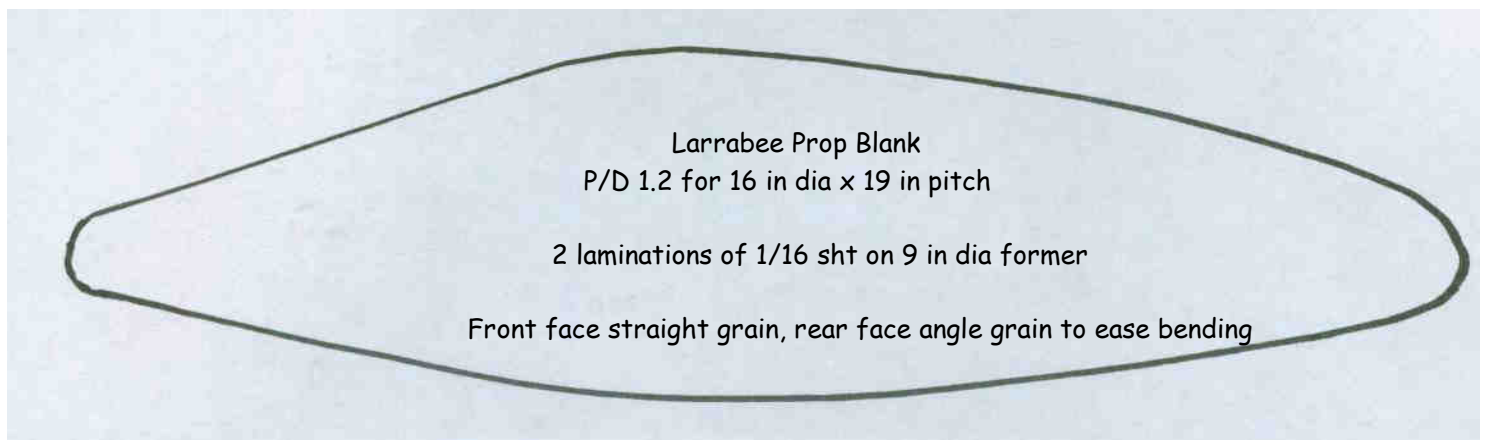 Larrabee Prop Blank
P/D 1.2 for 16 in dia x 19 in pitch
2 laminations of 1/16 sht on 9 in dia former
Front face straight grain, rear face angle grain to ease bending